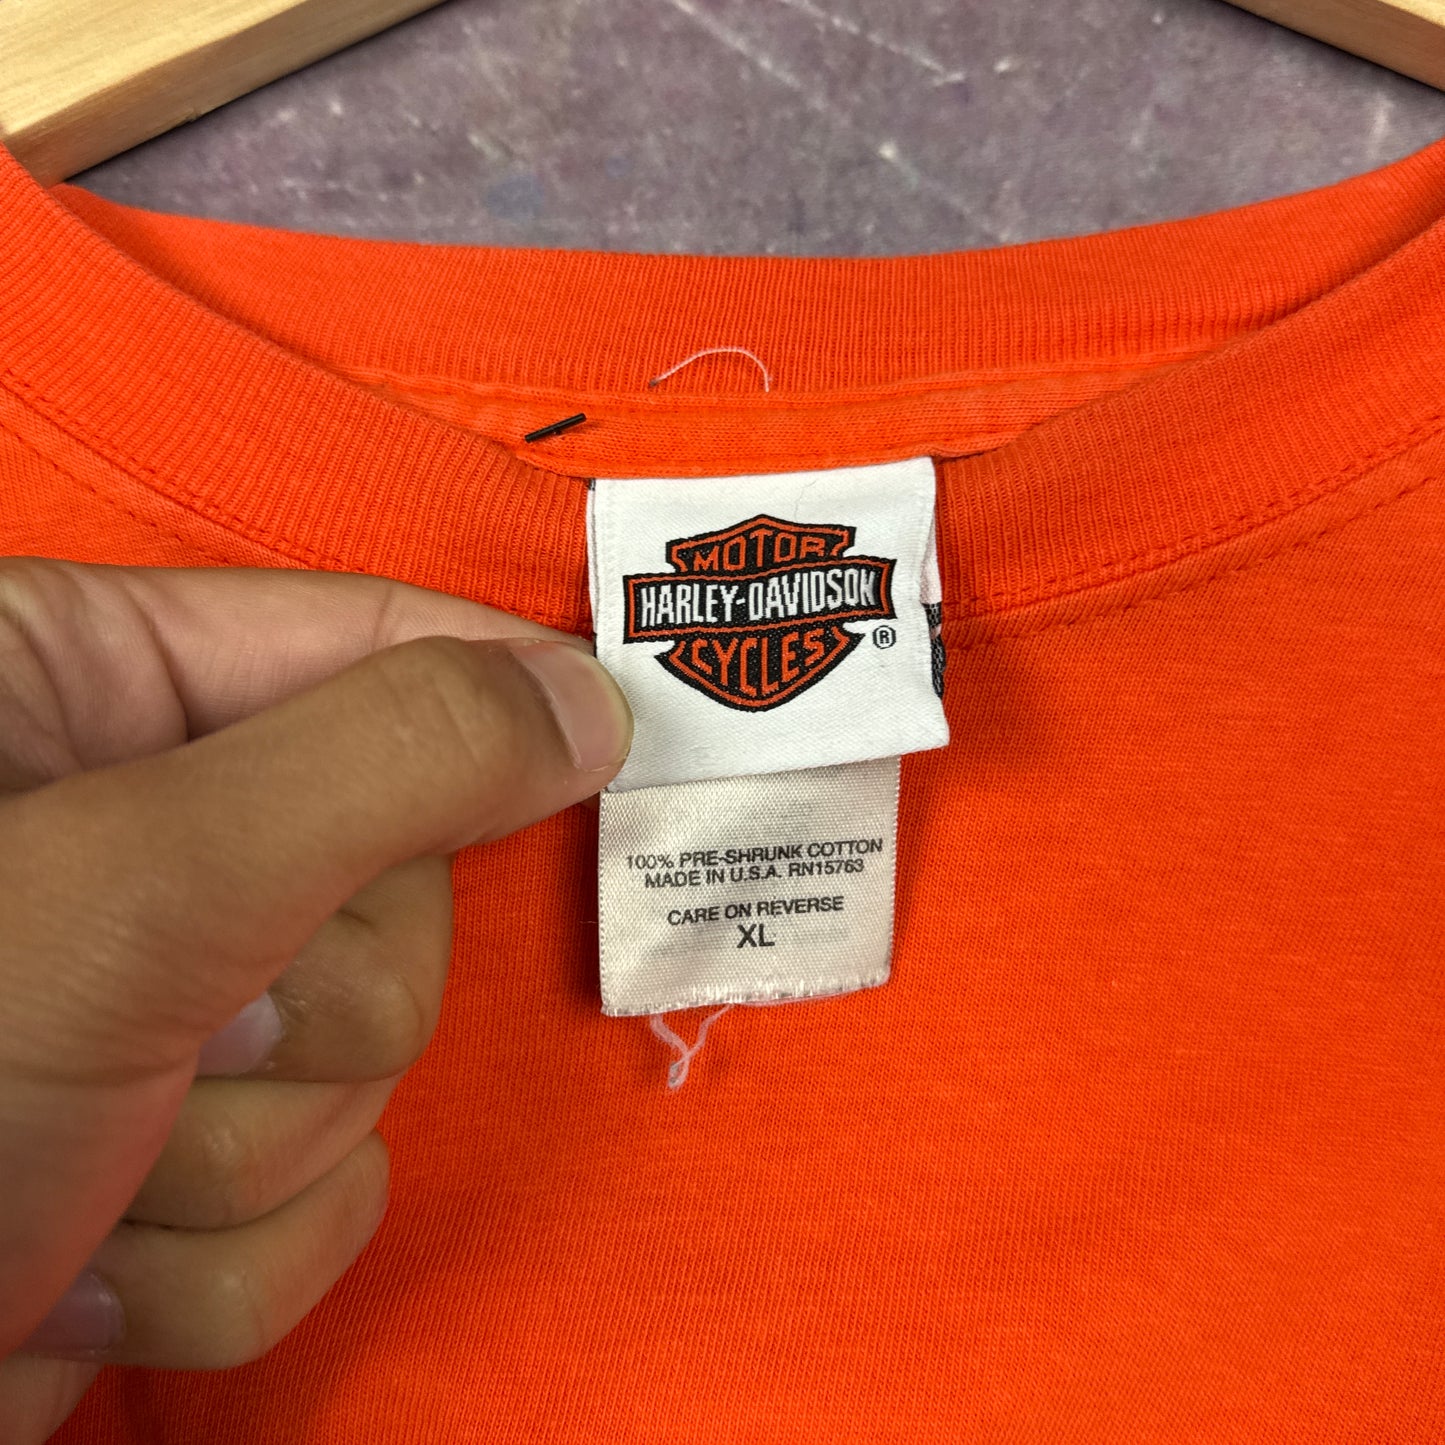 MOTOR
HARLEY-DAVIDSON
CYCLES
®
100% PRE-SHRUNK COTTON
MADE IN U.S.A. RN15763
CARE ON REVERSE
XL